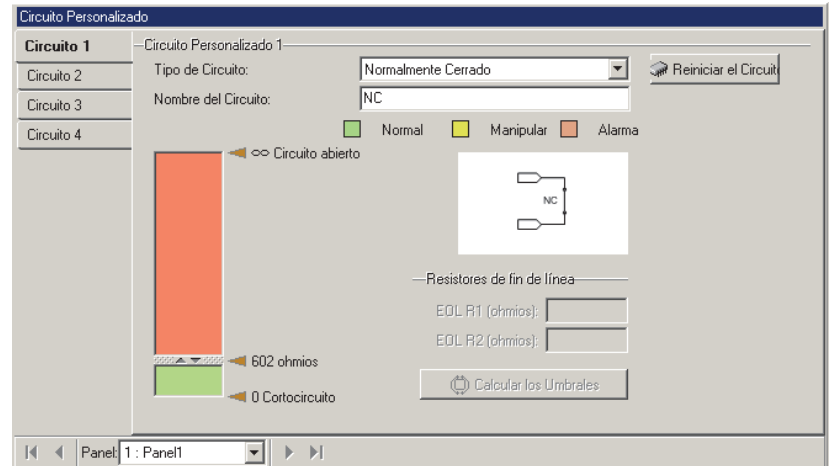 Circuito Personalizado
Circuito 1
Circuito 2
Circuito 3
Circuito 4
Circuito Personalizado 1
Tipo de Circuito: Normalmente Cerrado
Reiniciar el Circuit
Nombre del Circuito: NC
Normal Manipular Alarma
∞ Circuito abierto
NC
Resistores de fin de línea
EOL R1 (ohmios):
EOL R2 (ohmios):
602 ohmios
Calcular los Umbrales
0 Cortocircuito
Panel: 1 : Panel1